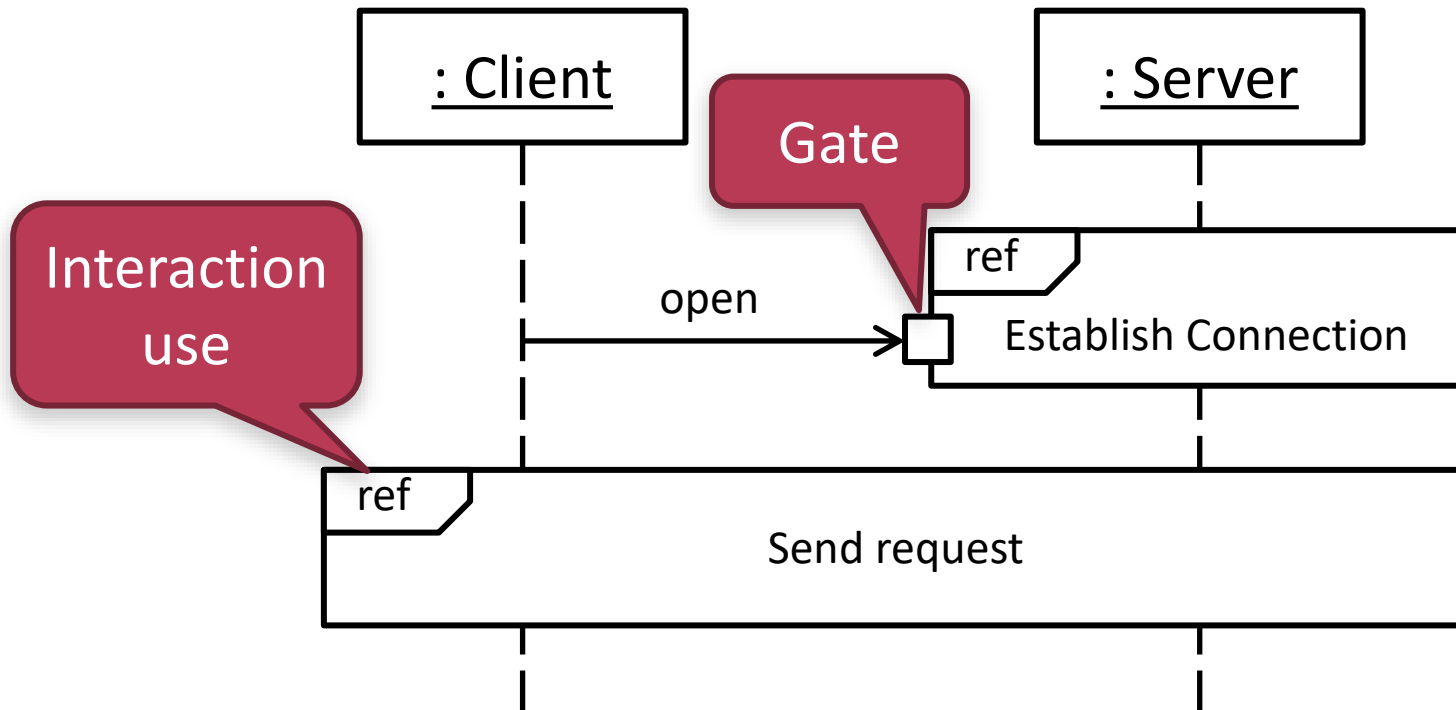 : Client
: Server
Gate
Interaction
use
ref
open
Establish Connection
ref
Send request